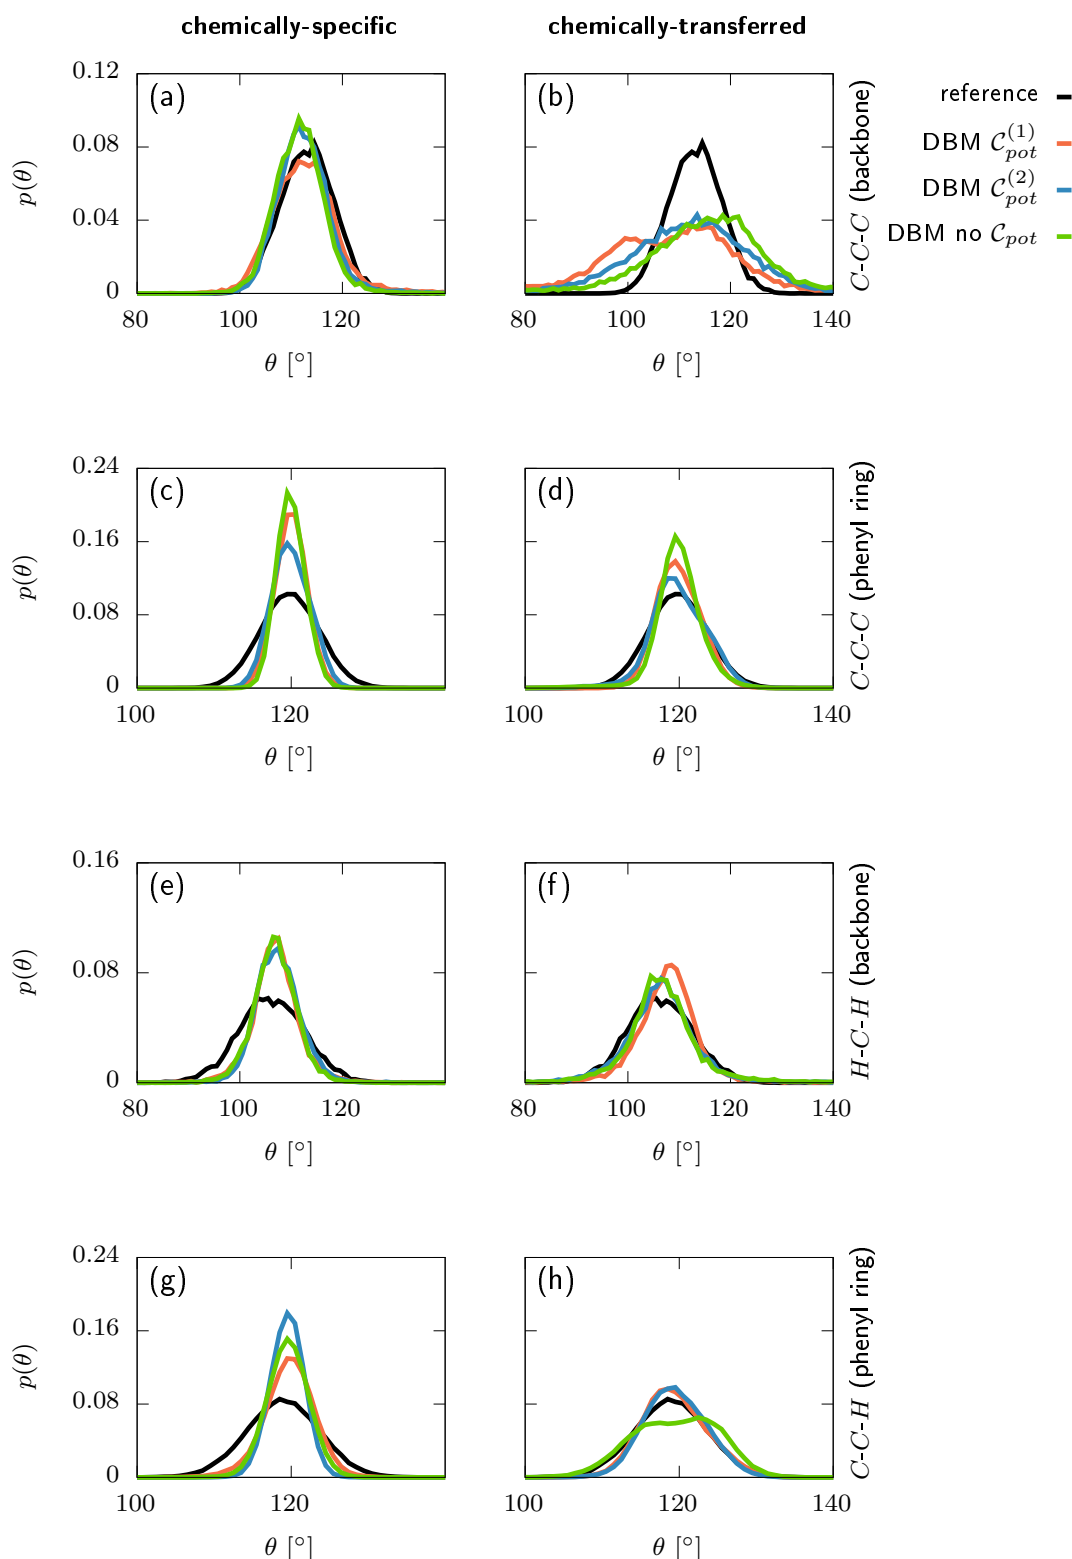 chemically-specific chemically-transferred
0.12 (a) (b) reference
0.08 DBM 𝒞_pot^(1)
0.04 DBM 𝒞_pot^(2)
0 DBM no 𝒞_pot
p(θ)
C-C-C (backbone)
80 100 120 80 100 120 140
θ [°] θ [°]
0.24 (c) (d)
0.16
0.08
0
p(θ)
C-C-C (phenyl ring)
100 120 100 120 140
θ [°] θ [°]
0.16 (e) (f)
0.08
0
p(θ)
H-C-H (backbone)
80 100 120 80 100 120 140
θ [°] θ [°]
0.24 (g) (h)
0.16
0.08
0
p(θ)
C-C-H (phenyl ring)
100 120 100 120 140
θ [°] θ [°]